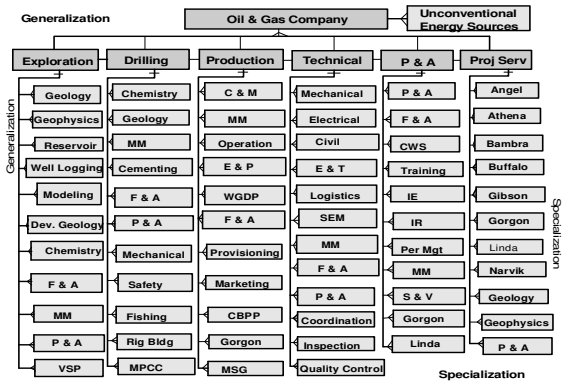 Generalization
Oil & Gas Company
Unconventional
Energy Sources
Exploration
Drilling
Production
Technical
P & A
Proj Serv
Generalization
Geology
Geophysics
Reservoir
Well Logging
Modeling
Dev. Geology
Chemistry
F & A
MM
P & A
VSP
Chemistry
Geology
MM
Cementing
F & A
P & A
Mechanical
Safety
Fishing
Rig Bldg
MPCC
C & M
MM
Operation
E & P
WGDP
F & A
Provisioning
Marketing
CBPP
Gorgon
MSG
Mechanical
Electrical
Civil
E & T
Logistics
SEM
MM
F & A
P & A
Coordination
Inspection
Quality Control
P & A
F & A
CWS
Training
IE
IR
Per Mgt
MM
S & V
Gorgon
Linda
Angel
Athena
Bambra
Buffalo
Gibson
Gorgon
Linda
Narvik
Geology
Geophysics
P & A
Specialization
Specialization